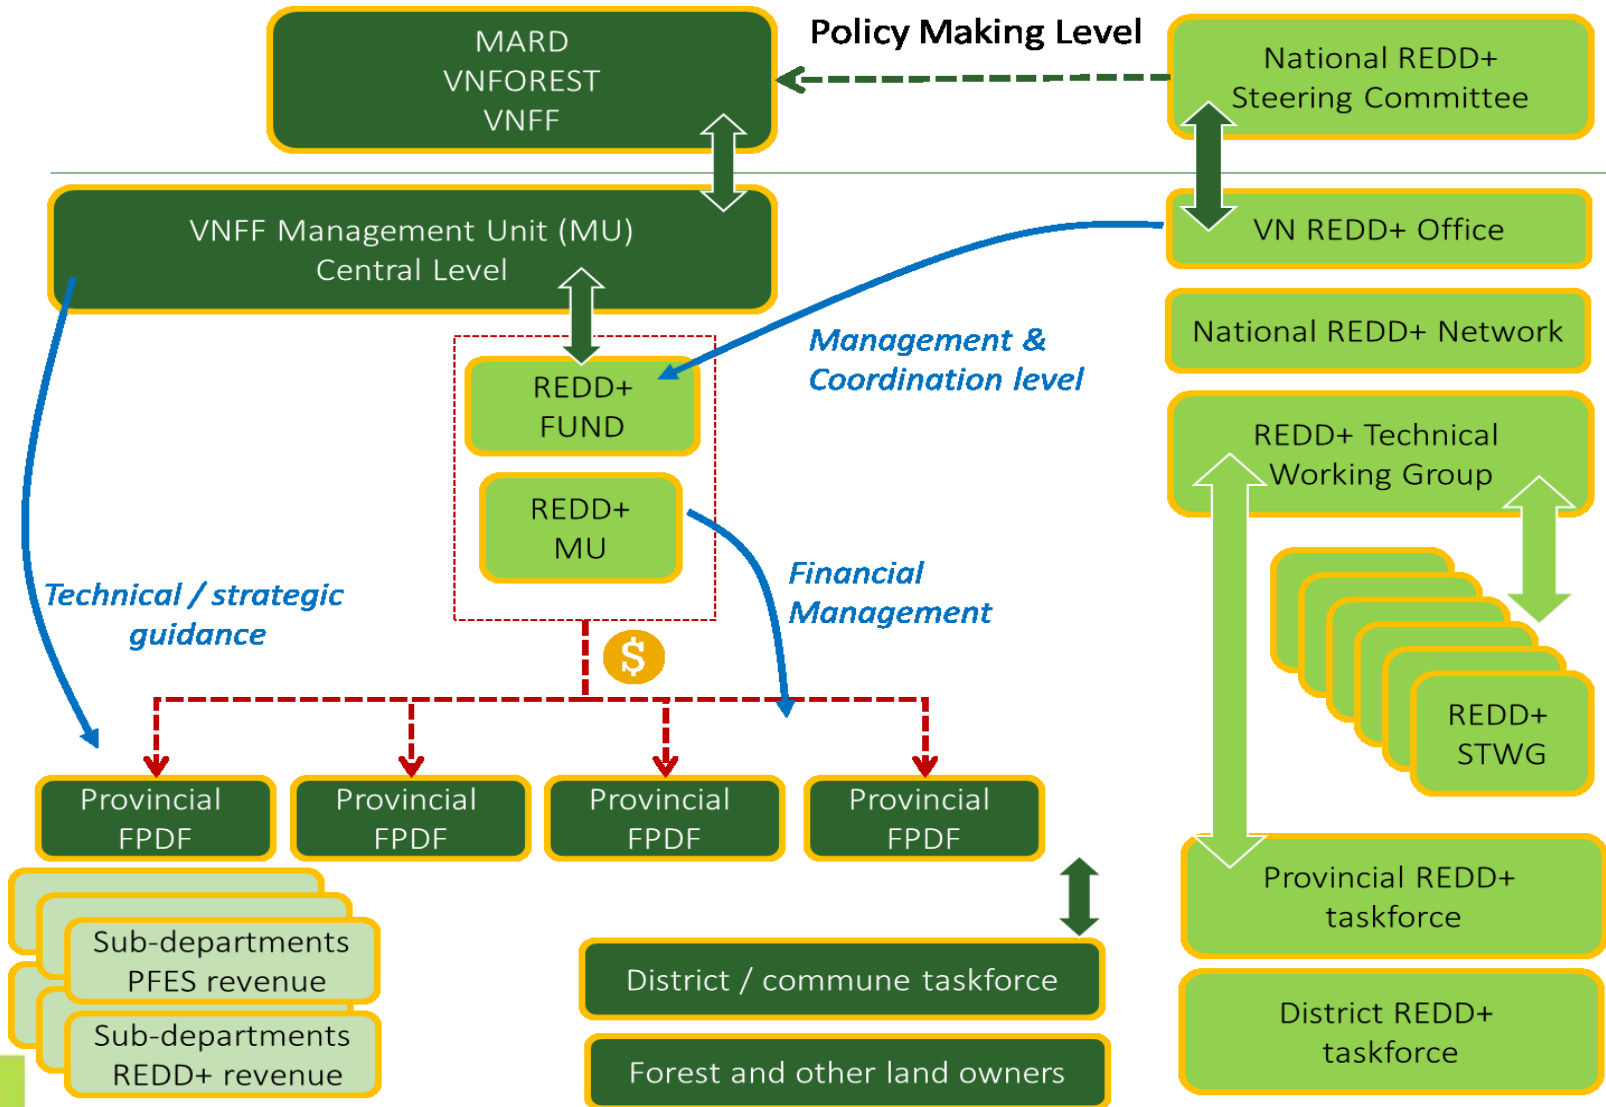 MARD
VNFOREST
VNFF
Policy Making Level
National REDD+
Steering Committee
VNFF Management Unit (MU)
Central Level
VN REDD+ Office
National REDD+ Network
Management &
Coordination level
REDD+
FUND
REDD+ Technical
Working Group
REDD+
MU
Financial
Management
Technical / strategic
guidance
$
REDD+
STWG
Provincial
FPDF
Provincial
FPDF
Provincial
FPDF
Provincial
FPDF
Provincial REDD+
taskforce
Sub-departments
PFES revenue
District / commune taskforce
District REDD+
taskforce
Sub-departments
REDD+ revenue
Forest and other land owners